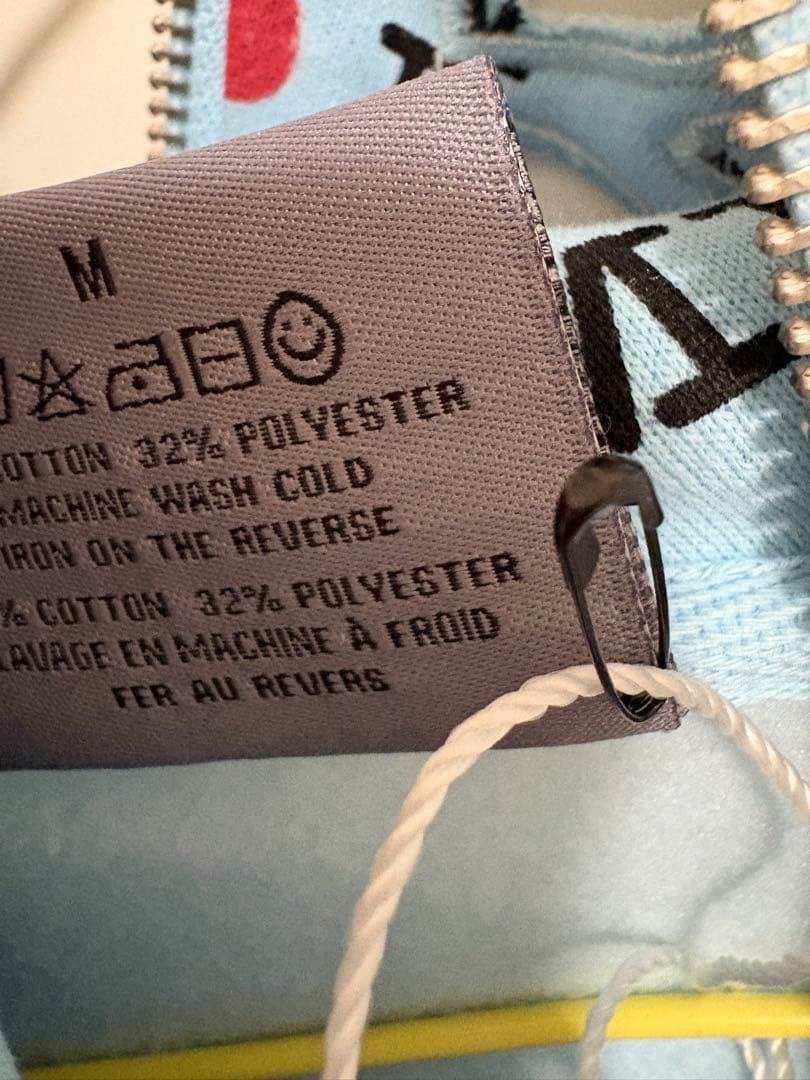 M
COTTON 32% POLYESTER
MACHINE WASH COLD
IRON ON THE REVERSE
% COTTON 32% POLYESTER
LAVAGE EN MACHINE À FROID
FER AU REVERS